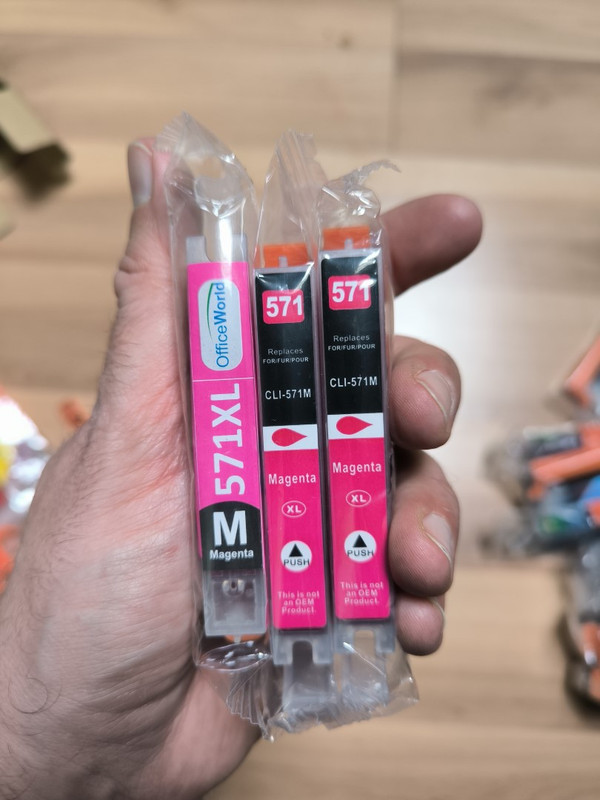 OfficeWorld
571XL
M
Magenta
571
Replaces
FOR/FUR/POUR
CLI-571M
Magenta
XL
PUSH
This is not
an OEM
Product.
571
Replaces
FOR/FUR/POUR
CLI-571M
Magenta
XL
PUSH
This is not
an OEM
Product.